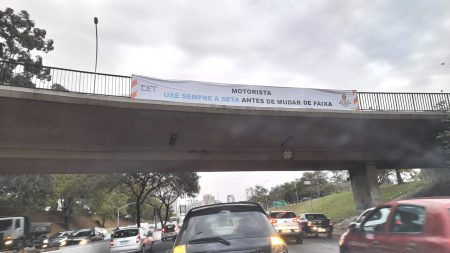 CET
MOTORISTA
USE SEMPRE A SETA ANTES DE MUDAR DE FAIXA